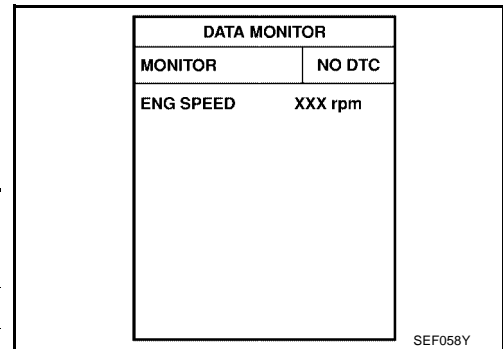 DATA MONITOR
MONITOR NO DTC
ENG SPEED XXX rpm
SEF058Y